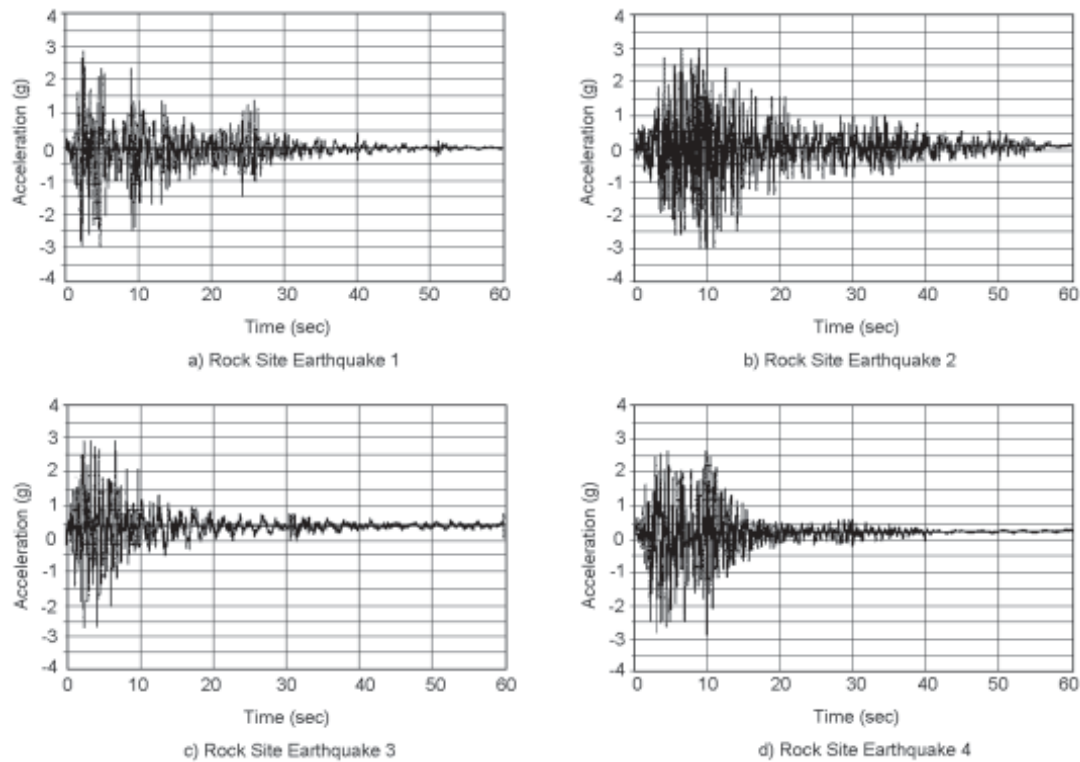 4
3
2
1
0
-1
-2
-3
-4
Acceleration (g)
0 10 20 30 40 50 60
Time (sec)
a) Rock Site Earthquake 1
4
3
2
1
0
-1
-2
-3
-4
Acceleration (g)
0 10 20 30 40 50 60
Time (sec)
b) Rock Site Earthquake 2
4
3
2
1
0
-1
-2
-3
-4
Acceleration (g)
0 10 20 30 40 50 60
Time (sec)
c) Rock Site Earthquake 3
4
3
2
1
0
-1
-2
-3
-4
Acceleration (g)
0 10 20 30 40 50 60
Time (sec)
d) Rock Site Earthquake 4